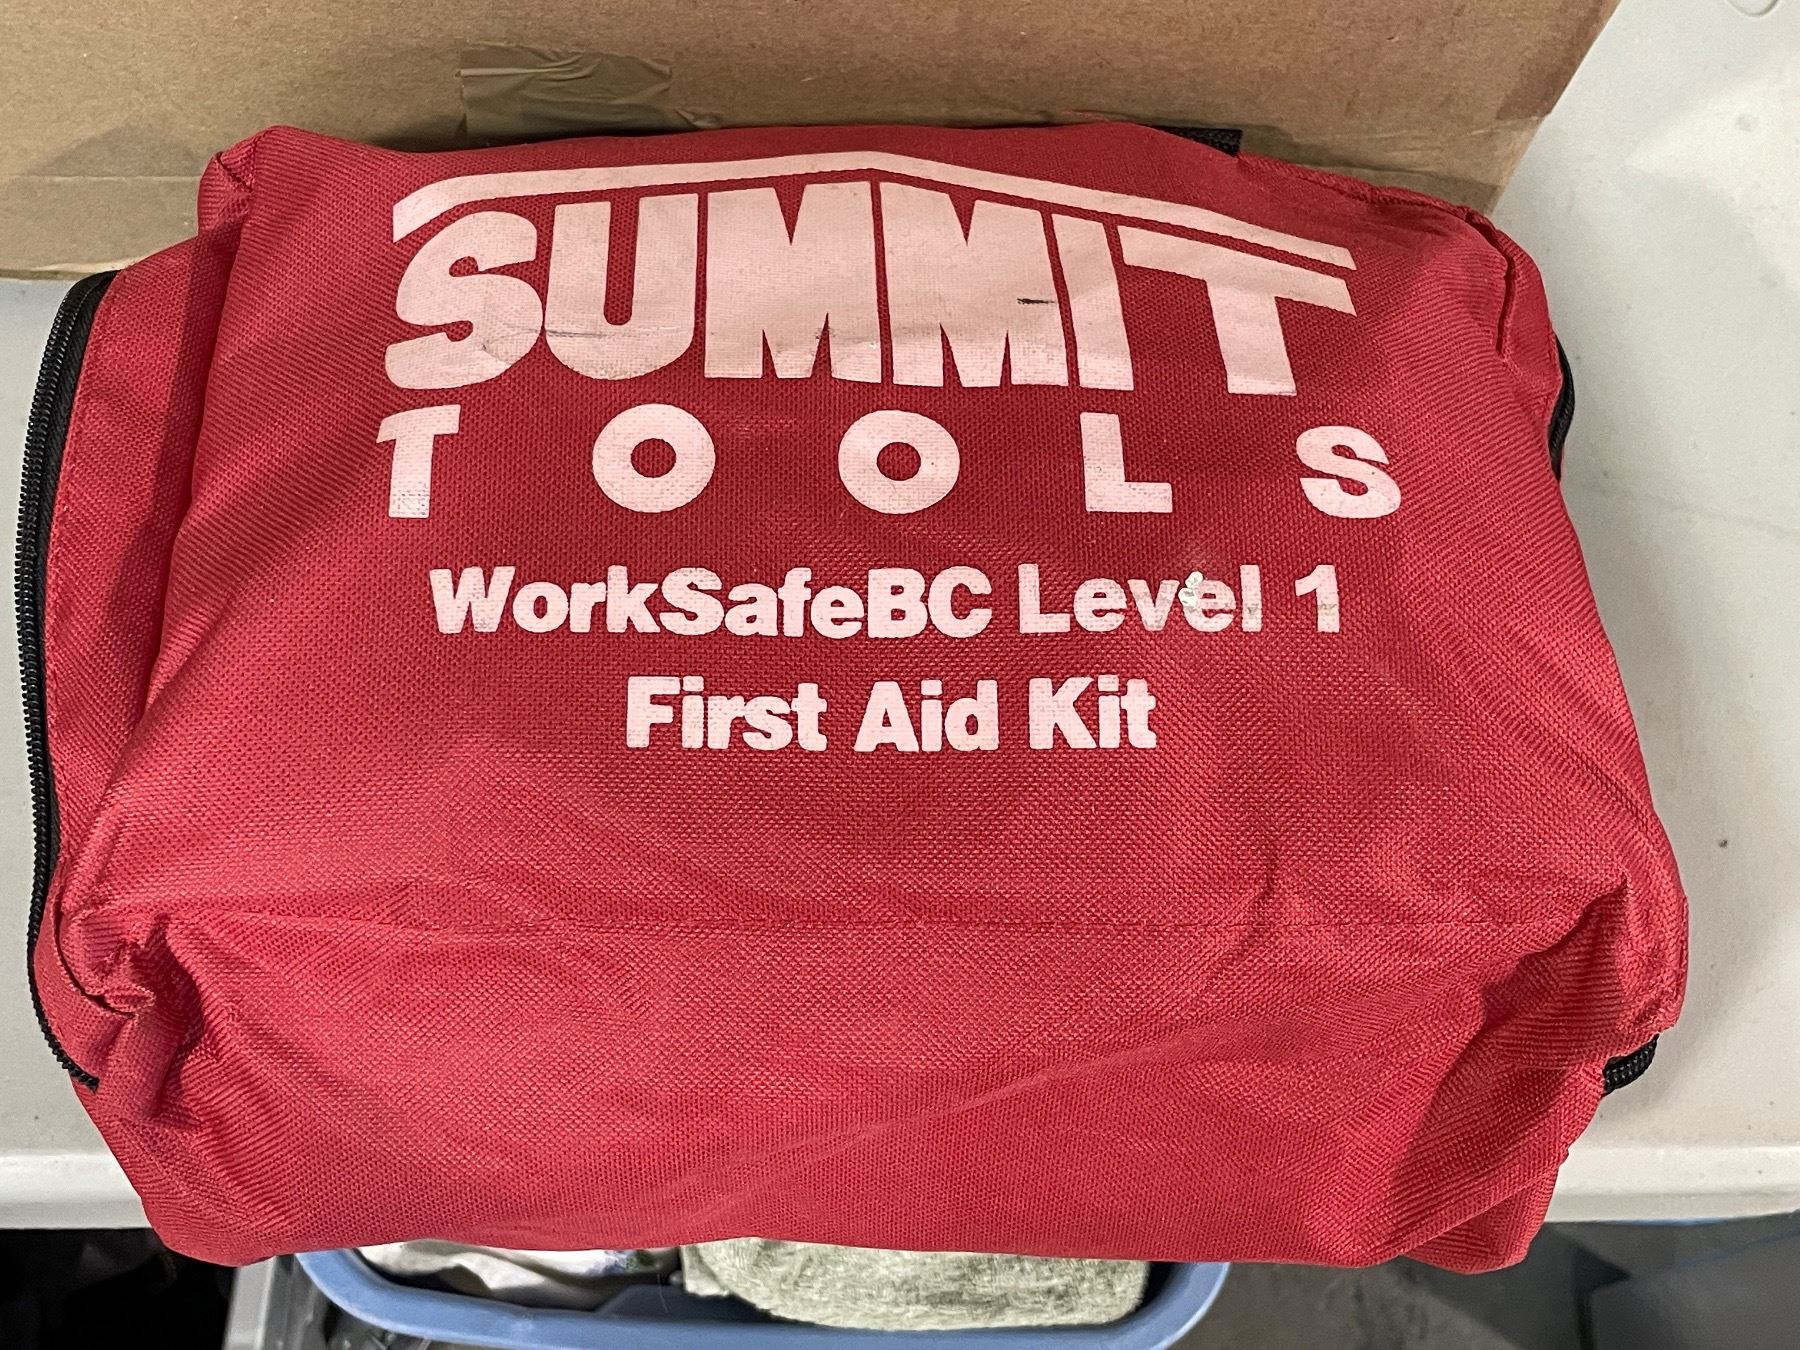 SUMMIT
TOOLS
WorkSafeBC Level 1
First Aid Kit